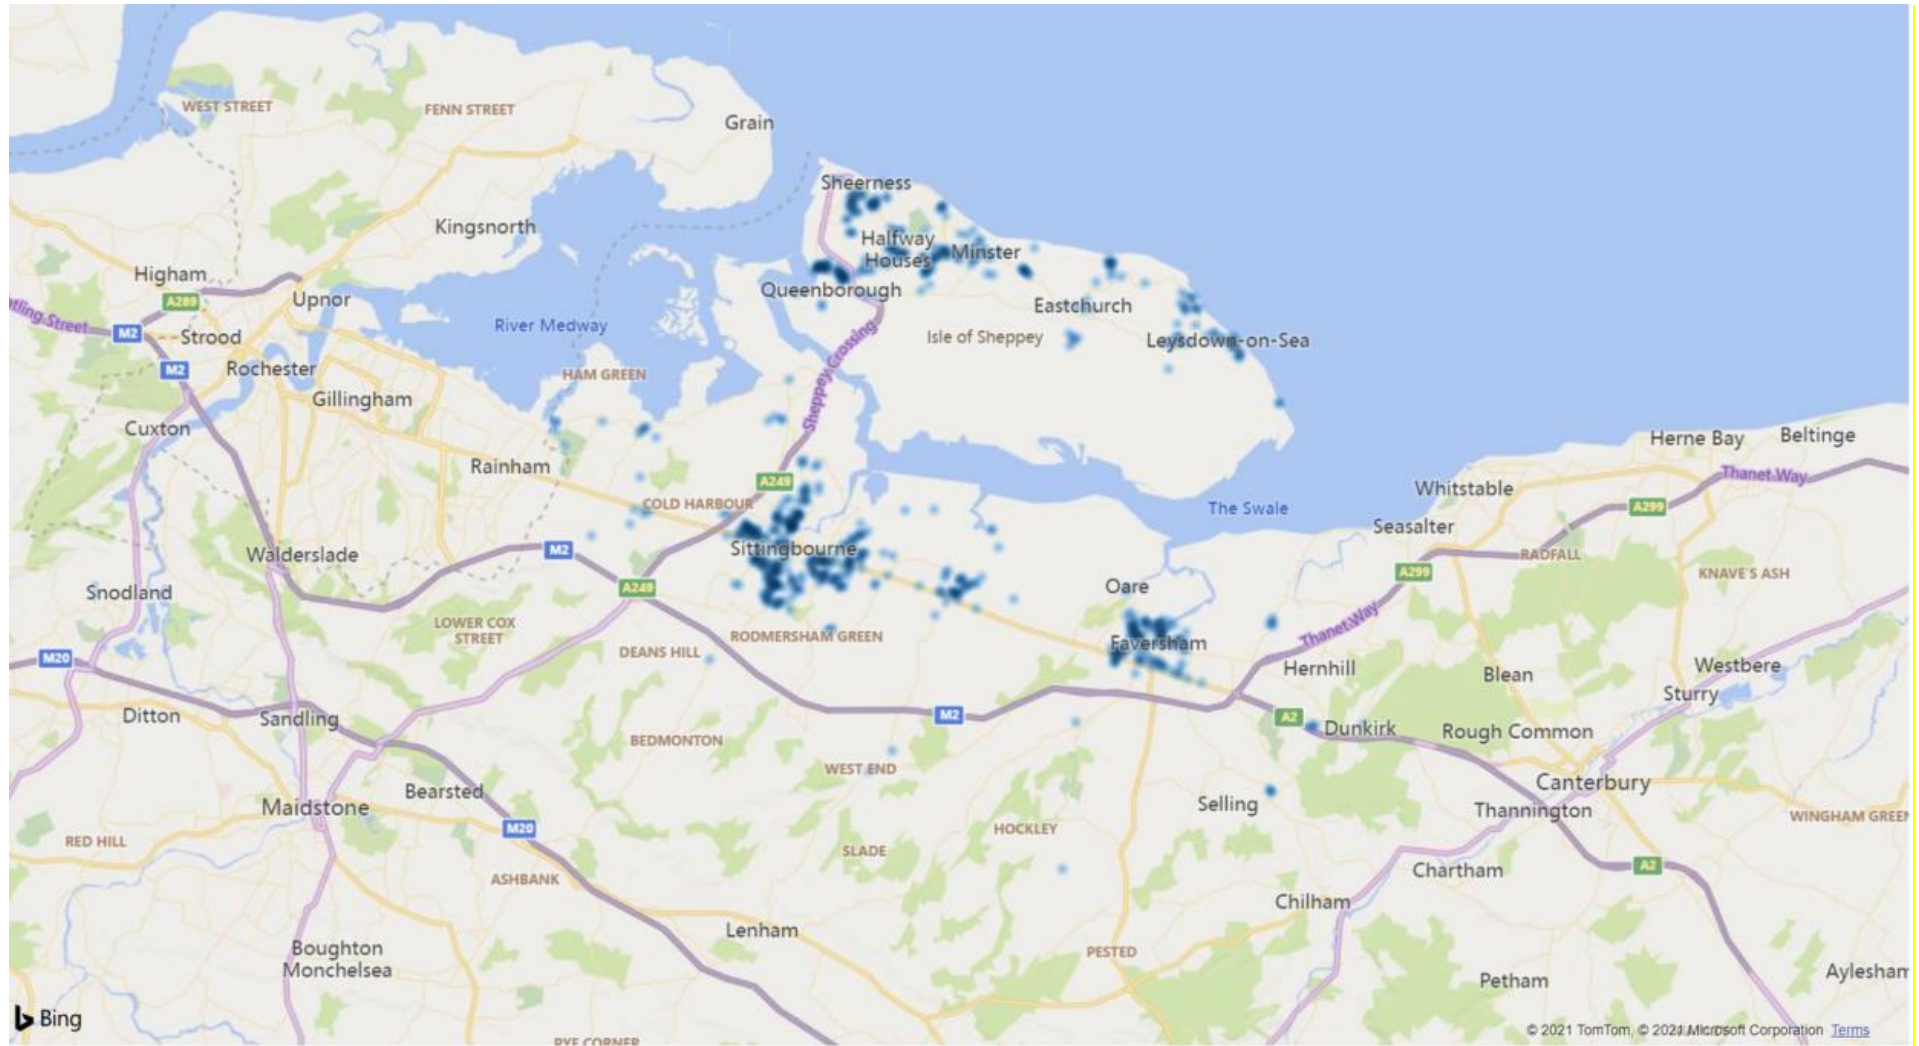 WEST STREET
FENN STREET
Grain
Sheerness
Kingsnorth
Halfway
Houses
Minster
Higham
A289
Upnor
Queenborough
Eastchurch
tling Street
M2
Strood
River Medway
Isle of Sheppey
Leysdown-on-Sea
M2
Rochester
HAM GREEN
Sheppey Crossing
Gillingham
Cuxton
Herne Bay
Beltinge
Rainham
A249
Thanet Way
COLD HARBOUR
The Swale
Whitstable
A299
Seasalter
Walderslade
M2
Sittingbourne
RADFALL
A299
KNAVE'S ASH
Snodland
A249
Oare
LOWER COX
STREET
RODMERSHAM GREEN
Faversham
Thanet Way
DEANS HILL
M20
Hernhill
Blean
Westbere
Sturry
Ditton
Sandling
M2
A2
Dunkirk
Rough Common
BEDMONTON
WEST END
Canterbury
Bearsted
Maidstone
Selling
Thannington
WINGHAM GREEN
M20
HOCKLEY
RED HILL
SLADE
A2
ASHBANK
Chartham
Chilham
Lenham
Boughton
Monchelsea
PESTED
Petham
Aylesham
Bing
© 2021 TomTom, © 2021 Microsoft Corporation Terms
PYE CORNER